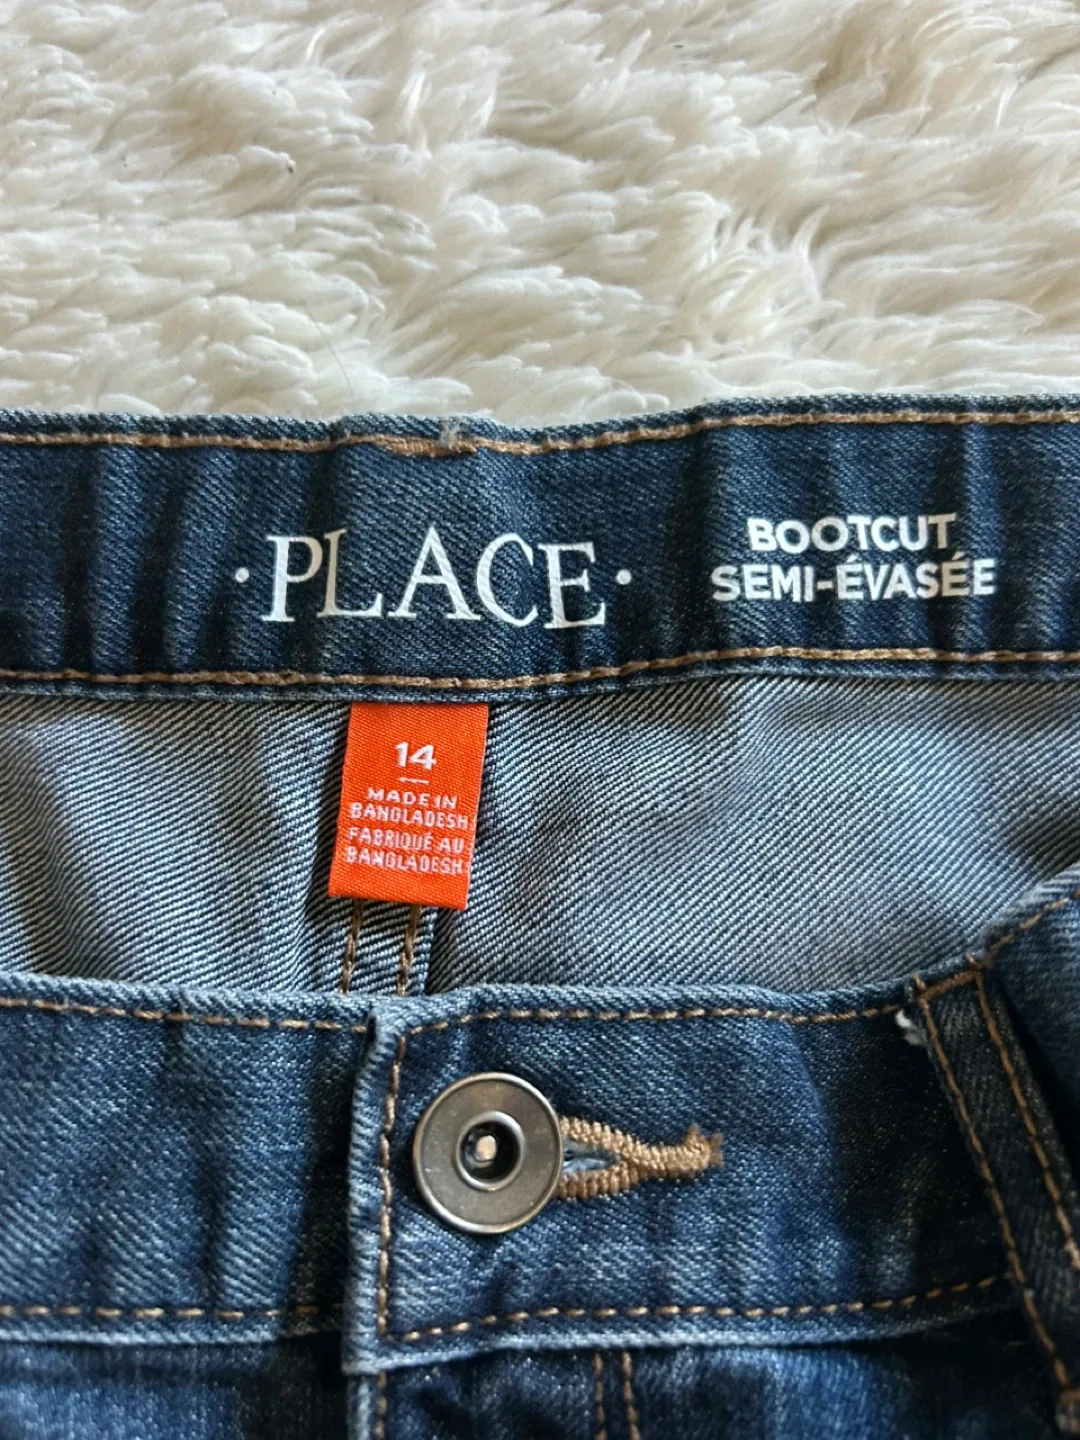 ·PLACE·
BOOTCUT
SEMI-ÉVASÉE
14
MADE IN
BANGLADESH
FABRIQUÉ AU
BANGLADESH